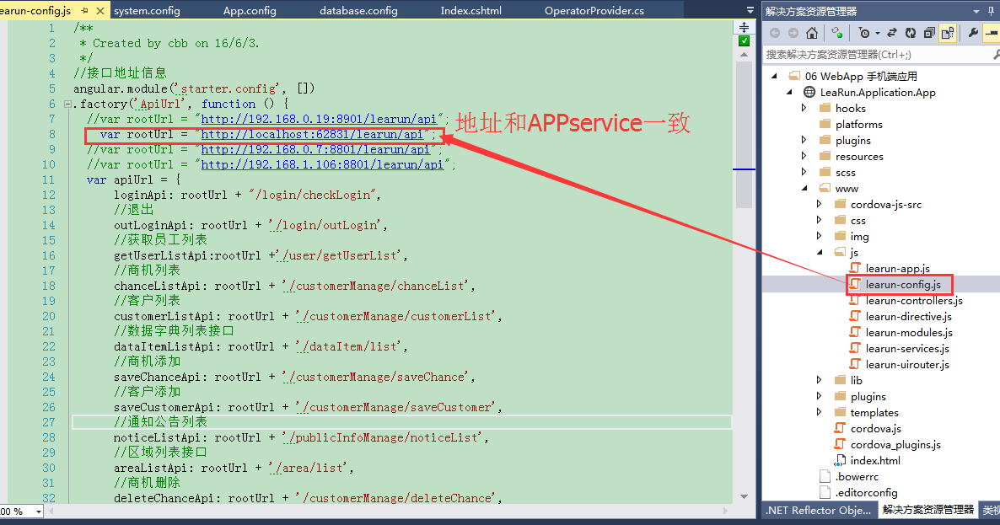 earun-config.js
system.config
App.config
database.config
Index.cshtml
OperatorProvider.cs
1 /**
2 * Created by cbb on 16/6/3.
3 */
4 //接口地址信息
5 angular.module('starter.config', [])
6 .factory('ApiUrl', function () {
7 //var rootUrl = "http://192.168.0.19:8901/learun/api";
8 var rootUrl = "http://localhost:62831/learun/api";
9 //var rootUrl = "http://192.168.0.7:8801/learun/api";
10 //var rootUrl = "http://192.168.1.106:8801/learun/api";
11 var apiUrl = {
12 loginApi: rootUrl + "/login/checkLogin",
13 //退出
14 outLoginApi: rootUrl + '/login/outLogin',
15 //获取员工列表
16 getUserListApi:rootUrl +'/user/getUserList',
17 //商机列表
18 chanceListApi: rootUrl + '/customerManage/chanceList',
19 //客户列表
20 customerListApi: rootUrl + '/customerManage/customerList',
21 //数据字典列表接口
22 dataItemListApi: rootUrl + '/dataItem/list',
23 //商机添加
24 saveChanceApi: rootUrl + '/customerManage/saveChance',
25 //客户添加
26 saveCustomerApi: rootUrl + '/customerManage/saveCustomer',
27 //通知公告列表
28 noticeListApi: rootUrl + '/publicInfoManage/noticeList',
29 //区域列表接口
30 areaListApi: rootUrl + '/area/list',
31 //商机删除
32 deleteChanceApi: rootUrl + '/customerManage/deleteChance',
00 %
地址和APPservice一致
解决方案资源管理器
搜索解决方案资源管理器(Ctrl+;)
06 WebApp 手机端应用
LeaRun.Application.App
hooks
platforms
plugins
resources
scss
www
cordova-js-src
css
img
js
learun-app.js
learun-config.js
learun-controllers.js
learun-directive.js
learun-modules.js
learun-services.js
learun-uirouter.js
lib
plugins
templates
cordova.js
cordova_plugins.js
index.html
.bowerrc
.editorconfig
.NET Reflector Obje...
解决方案资源管理器
类视